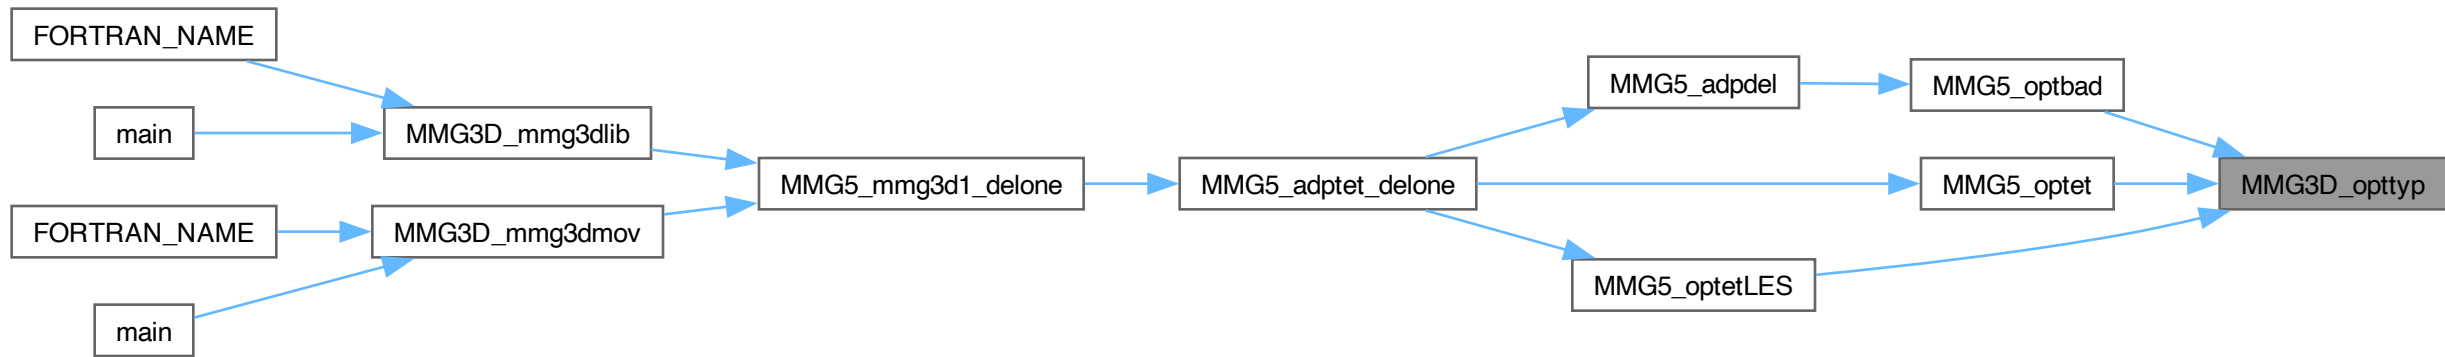 FORTRAN_NAME
main
MMG3D_mmg3dlib
FORTRAN_NAME
main
MMG3D_mmg3dmov
MMG5_mmg3d1_delone
MMG5_adptet_delone
MMG5_adpdel
MMG5_optbad
MMG5_optet
MMG5_optetLES
MMG3D_opttyp